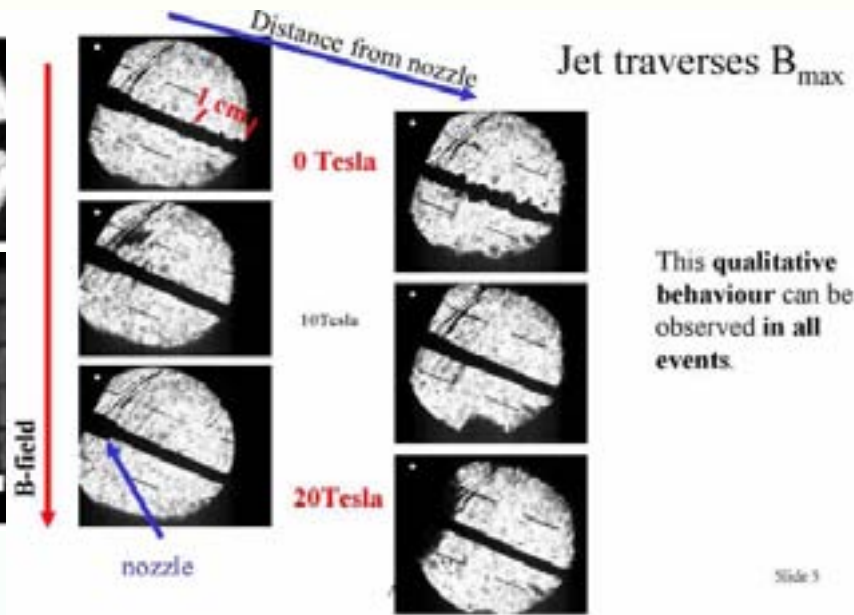 Distance from nozzle
Jet traverses Bmax
1 cm
0 Tesla
This qualitative
behaviour can be
observed in all
events.
10Tesla
B-field
20Tesla
nozzle
Slide 5